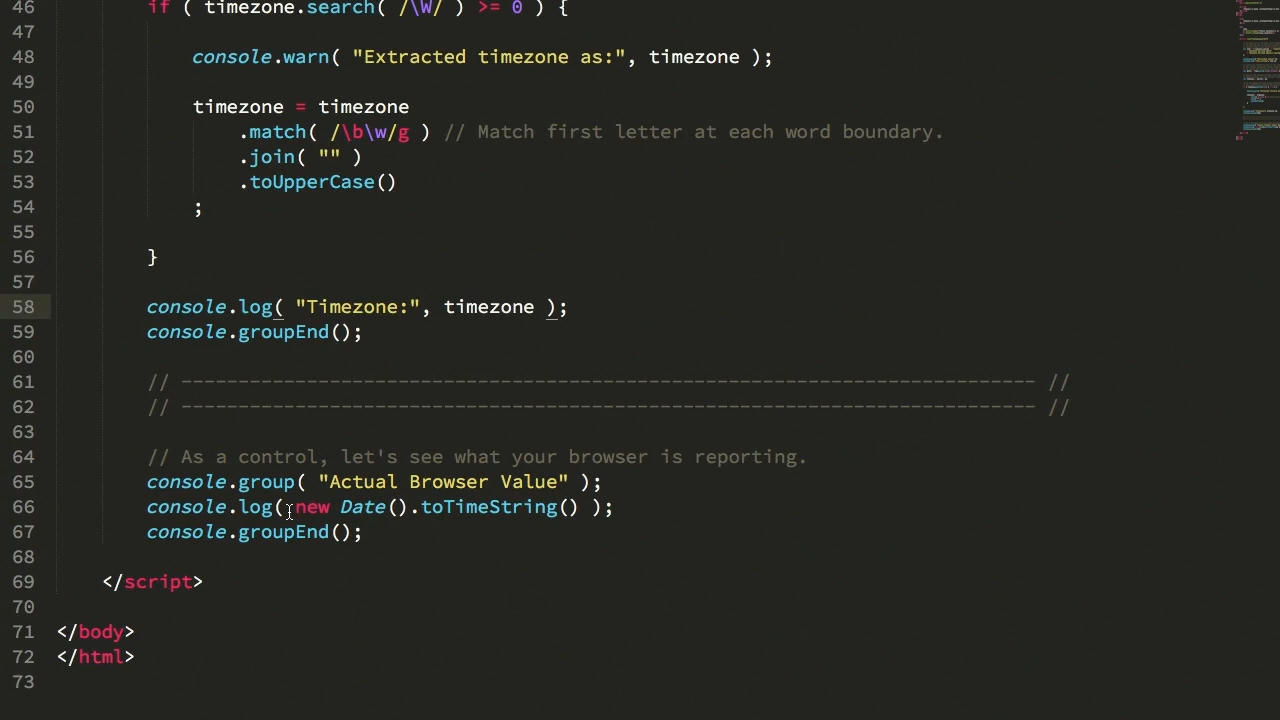 46 if ( timezone.search( /\W/ ) >= 0 ) {
47
48 console.warn( "Extracted timezone as:", timezone );
49
50 timezone = timezone
51 .match( /\b\w/g ) // Match first letter at each word boundary.
52 .join( "" )
53 .toUpperCase()
54 ;
55
56 }
57
58 console.log( "Timezone:", timezone );
59 console.groupEnd();
60
61 // --------------------------------------------------------------------------- //
62 // --------------------------------------------------------------------------- //
63
64 // As a control, let's see what your browser is reporting.
65 console.group( "Actual Browser Value" );
66 console.log( new Date().toTimeString() );
67 console.groupEnd();
68
69 </script>
70
71 </body>
72 </html>
73